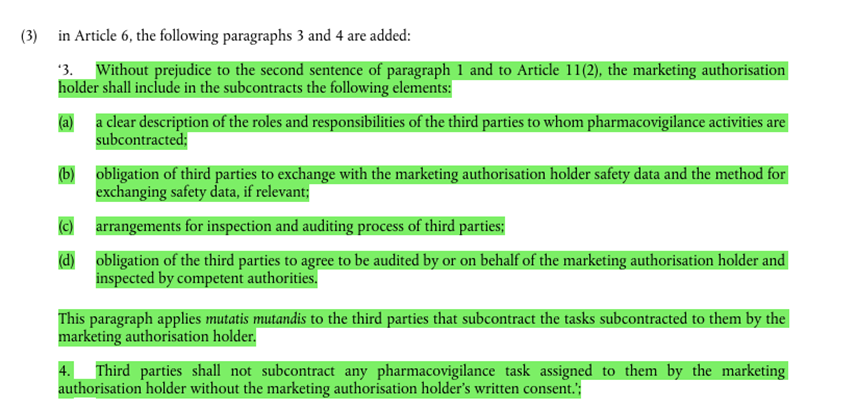 (3) in Article 6, the following paragraphs 3 and 4 are added:
‘3. Without prejudice to the second sentence of paragraph 1 and to Article 11(2), the marketing authorisation
holder shall include in the subcontracts the following elements:
(a) a clear description of the roles and responsibilities of the third parties to whom pharmacovigilance activities are
subcontracted;
(b) obligation of third parties to exchange with the marketing authorisation holder safety data and the method for
exchanging safety data, if relevant;
(c) arrangements for inspection and auditing process of third parties;
(d) obligation of the third parties to agree to be audited by or on behalf of the marketing authorisation holder and
inspected by competent authorities.
This paragraph applies mutatis mutandis to the third parties that subcontract the tasks subcontracted to them by the
marketing authorisation holder.
4. Third parties shall not subcontract any pharmacovigilance task assigned to them by the marketing
authorisation holder without the marketing authorisation holder’s written consent.’;